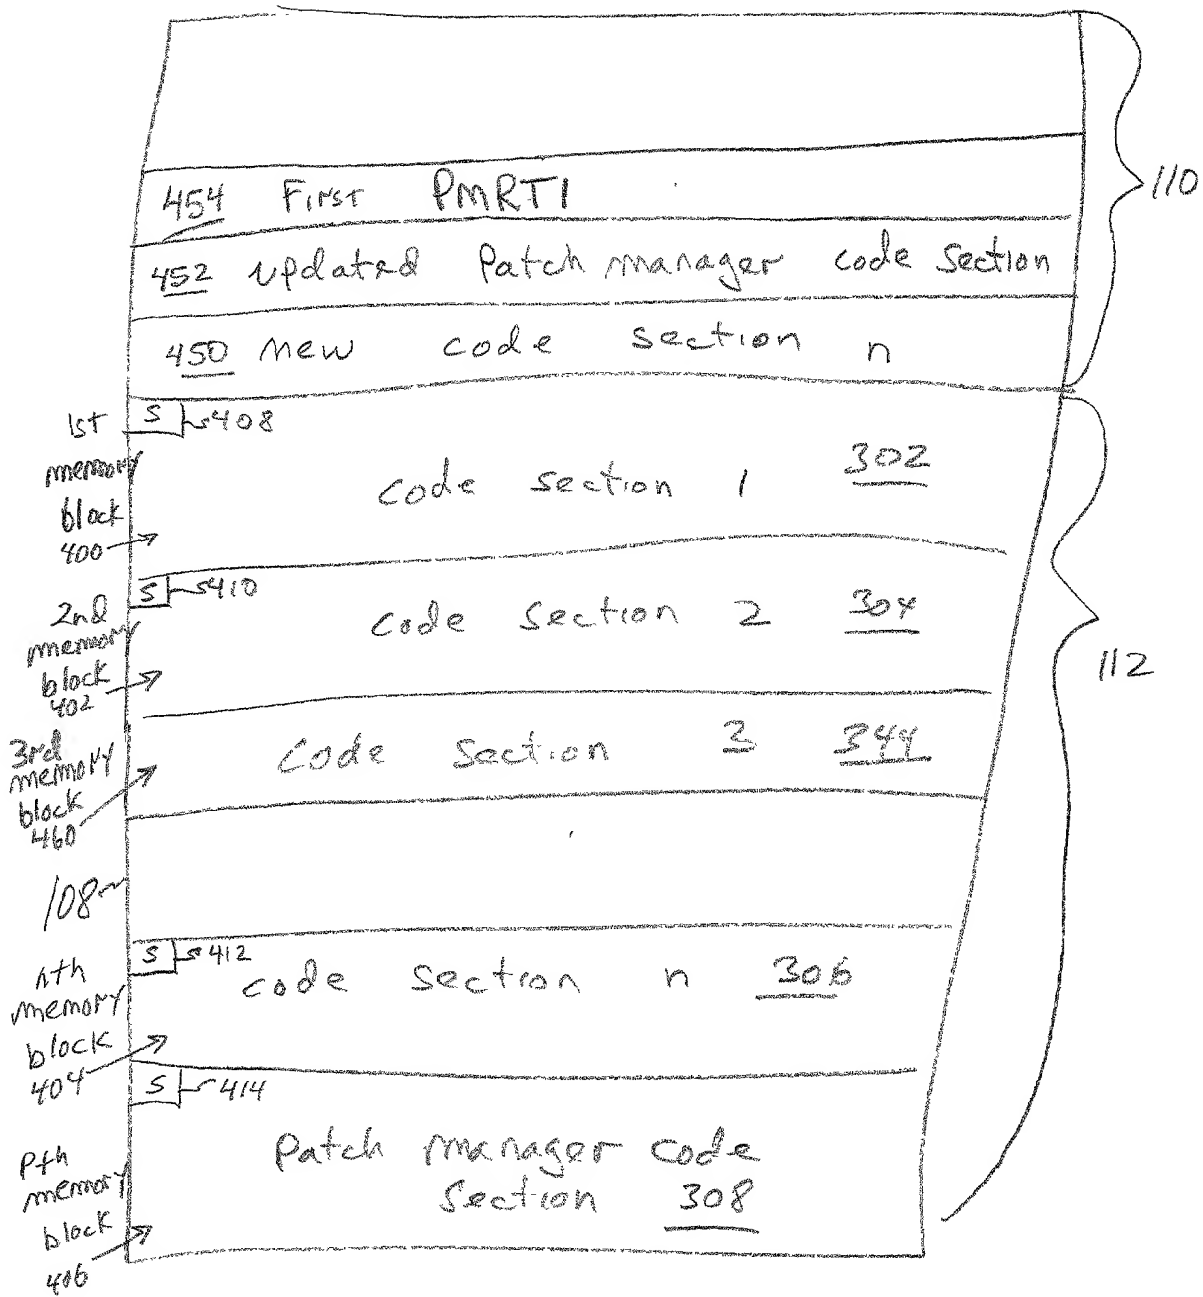 110
454 First PMRTI
452 updated Patch manager code section
450 new code section n
1st memory block 400
S 408
code section 1 302
2nd memory block 402
S 410
code section 2 304
112
3rd memory block 460
code section 3 344
108
nth memory block 404
S 412
code section n 306
Pth memory block 406
S 414
Patch manager code
section 308